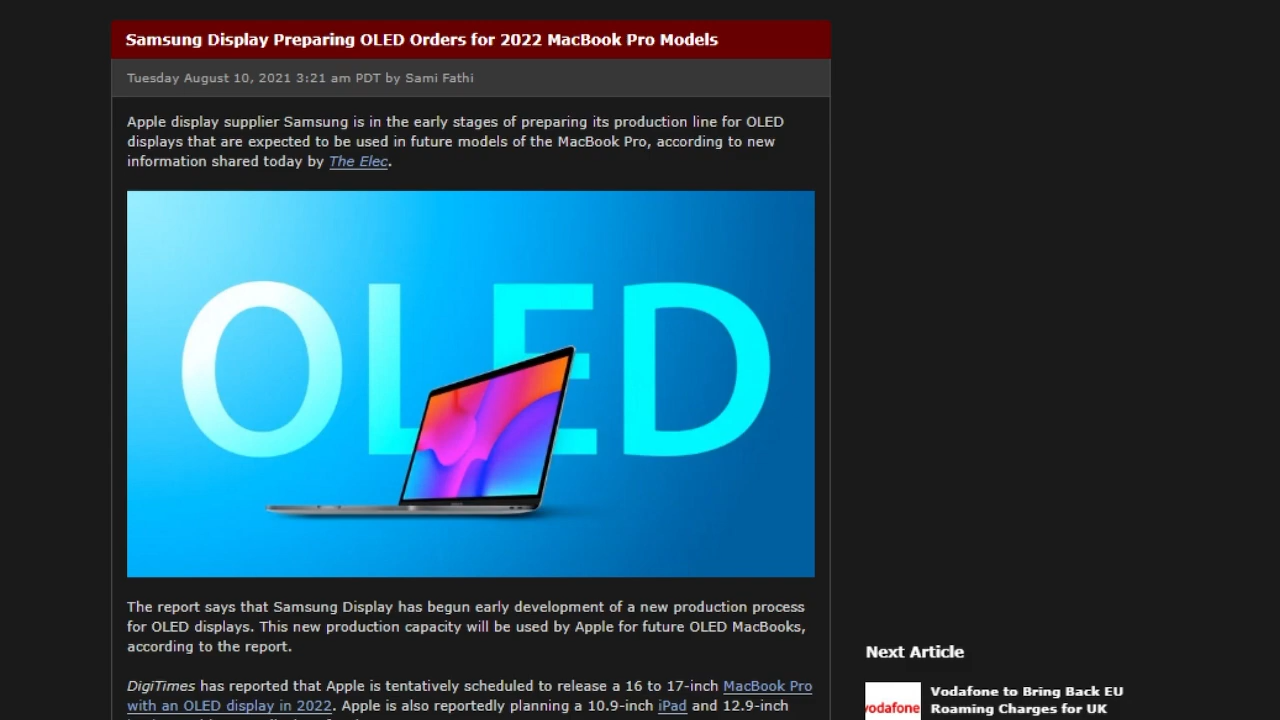 Samsung Display Preparing OLED Orders for 2022 MacBook Pro Models
Tuesday August 10, 2021 3:21 am PDT by Sami Fathi
Apple display supplier Samsung is in the early stages of preparing its production line for OLED
displays that are expected to be used in future models of the MacBook Pro, according to new
information shared today by The Elec.
OLED
The report says that Samsung Display has begun early development of a new production process
for OLED displays. This new production capacity will be used by Apple for future OLED MacBooks,
according to the report.
DigiTimes has reported that Apple is tentatively scheduled to release a 16 to 17-inch MacBook Pro
with an OLED display in 2022. Apple is also reportedly planning a 10.9-inch iPad and 12.9-inch
Next Article
vodafone
Vodafone to Bring Back EU
Roaming Charges for UK